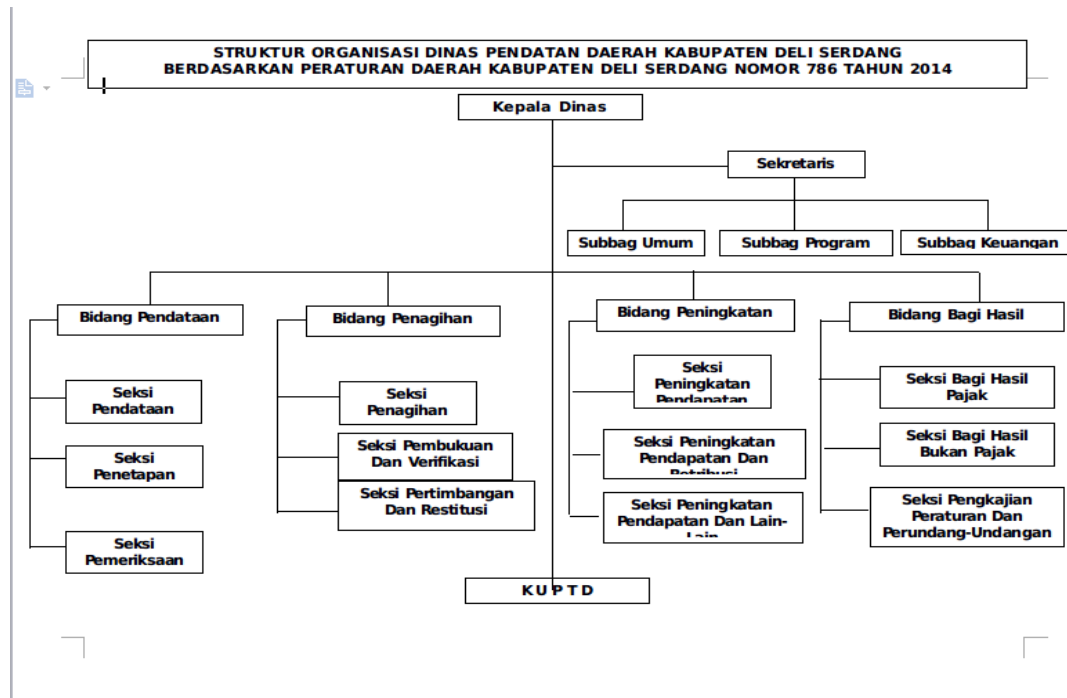 STRUKTUR ORGANISASI DINAS PENDATAN DAERAH KABUPATEN DELI SERDANG
BERDASARKAN PERATURAN DAERAH KABUPATEN DELI SERDANG NOMOR 786 TAHUN 2014
Kepala Dinas
Sekretaris
Subbag Umum
Subbag Program
Subbag Keuangan
Bidang Pendataan
Bidang Penagihan
Bidang Peningkatan
Bidang Bagi Hasil
Seksi
Pendataan
Seksi
Penetapan
Seksi
Pemeriksaan
Seksi
Penagihan
Seksi Pembukuan
Dan Verifikasi
Seksi Pertimbangan
Dan Restitusi
Seksi
Peningkatan
Pendapatan
Seksi Peningkatan
Pendapatan Dan
Retribusi
Seksi Peningkatan
Pendapatan Dan Lain-
Lain
Seksi Bagi Hasil
Pajak
Seksi Bagi Hasil
Bukan Pajak
Seksi Pengkajian
Peraturan Dan
Perundang-Undangan
K U P T D